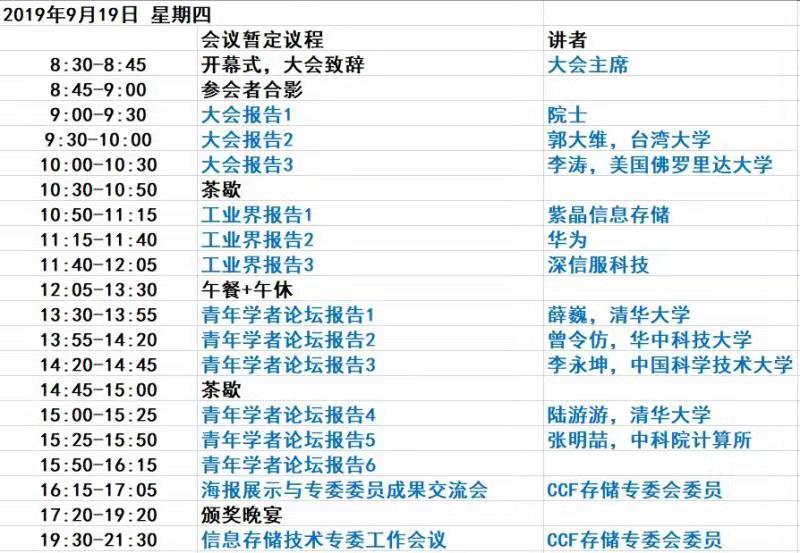 2019年9月19日 星期四
会议暂定议程 讲者
8:30-8:45 开幕式，大会致辞 大会主席
8:45-9:00 参会者合影
9:00-9:30 大会报告1 院士
9:30-10:00 大会报告2 郭大维，台湾大学
10:00-10:30 大会报告3 李涛，美国佛罗里达大学
10:30-10:50 茶歇
10:50-11:15 工业界报告1 紫晶信息存储
11:15-11:40 工业界报告2 华为
11:40-12:05 工业界报告3 深信服科技
12:05-13:30 午餐+午休
13:30-13:55 青年学者论坛报告1 薛巍，清华大学
13:55-14:20 青年学者论坛报告2 曾令仿，华中科技大学
14:20-14:45 青年学者论坛报告3 李永坤，中国科学技术大学
14:45-15:00 茶歇
15:00-15:25 青年学者论坛报告4 陆游游，清华大学
15:25-15:50 青年学者论坛报告5 张明喆，中科院计算所
15:50-16:15 青年学者论坛报告6
16:15-17:05 海报展示与专委委员成果交流会 CCF存储专委会委员
17:20-19:20 颁奖晚宴
19:30-21:30 信息存储技术专委工作会议 CCF存储专委会委员